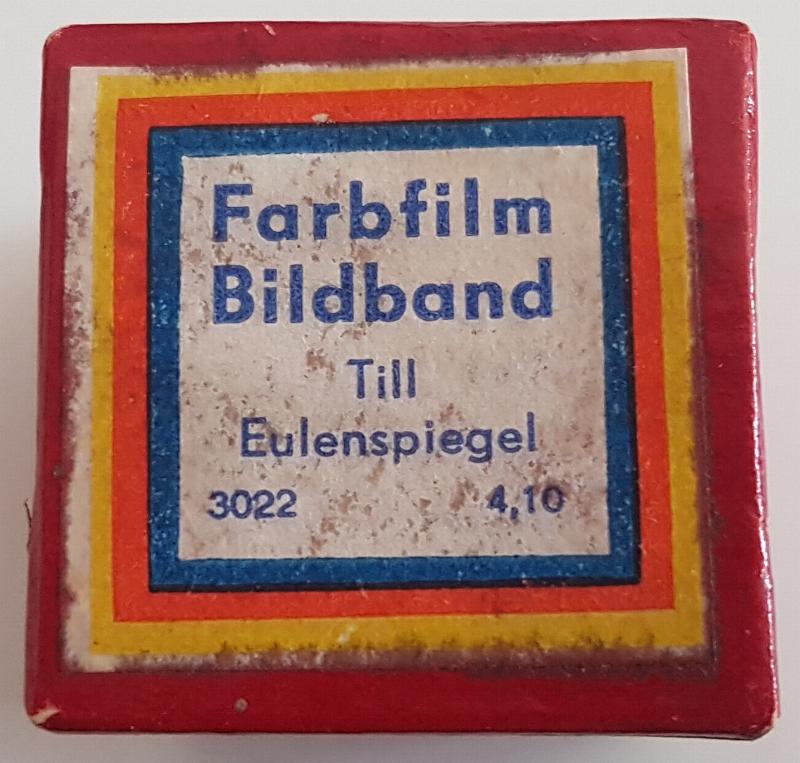 Farbfilm
Bildband
Till
Eulenspiegel
3022 4,10